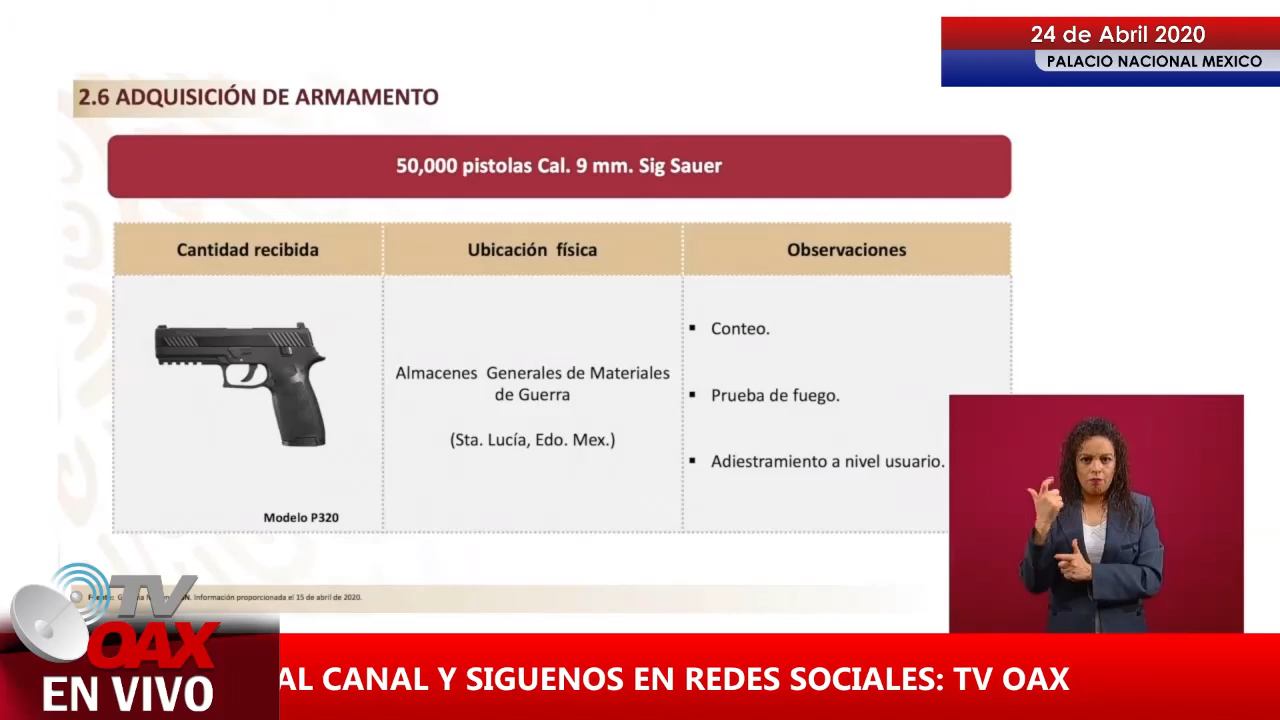 24 de Abril 2020
PALACIO NACIONAL MEXICO
2.6 ADQUISICIÓN DE ARMAMENTO
50,000 pistolas Cal. 9 mm. Sig Sauer
Cantidad recibida
Ubicación física
Observaciones
Modelo P320
Almacenes Generales de Materiales
de Guerra
(Sta. Lucía, Edo. Mex.)
▪ Conteo.
▪ Prueba de fuego.
▪ Adiestramiento a nivel usuario.
Información proporcionada el 15 de abril de 2020.
TV
OAX
EN VIVO
AL CANAL Y SIGUENOS EN REDES SOCIALES: TV OAX